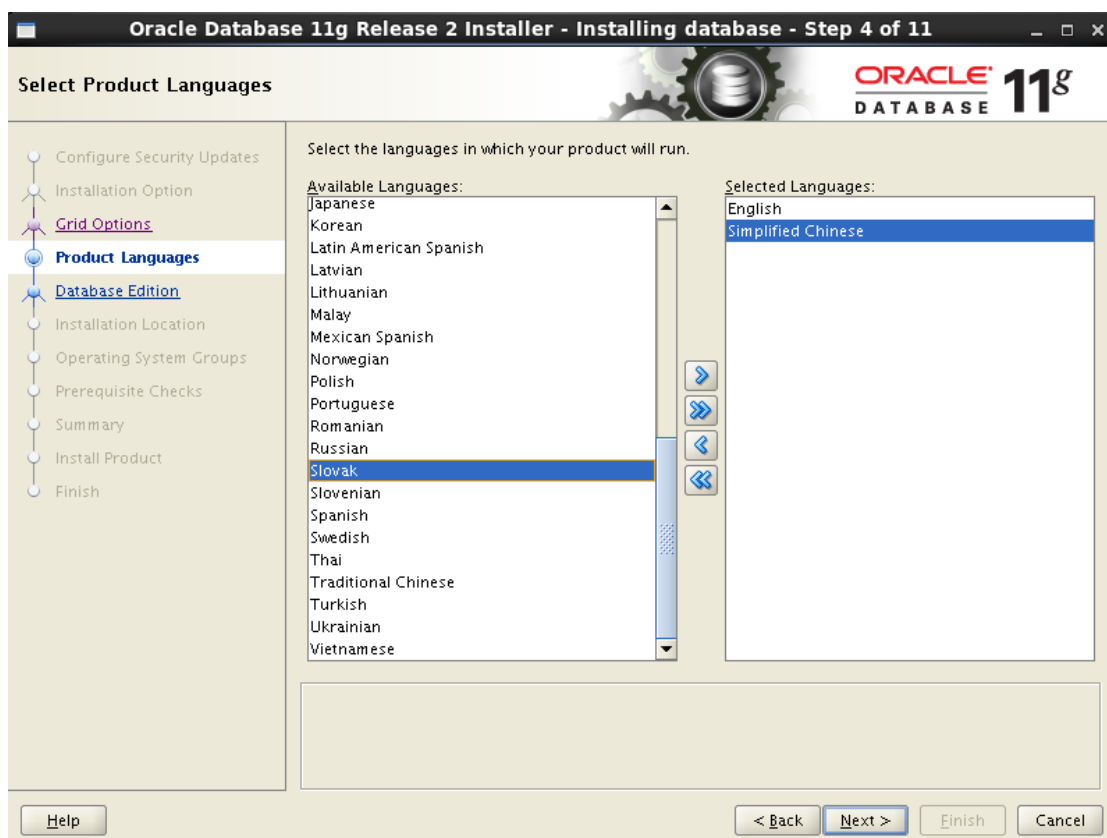 Oracle Database 11g Release 2 Installer - Installing database - Step 4 of 11
Select Product Languages
ORACLE
DATABASE
11g
Configure Security Updates
Installation Option
Grid Options
Product Languages
Database Edition
Installation Location
Operating System Groups
Prerequisite Checks
Summary
Install Product
Finish
Select the languages in which your product will run.
Available Languages:
Japanese
Korean
Latin American Spanish
Latvian
Lithuanian
Malay
Mexican Spanish
Norwegian
Polish
Portuguese
Romanian
Russian
Slovak
Slovenian
Spanish
Swedish
Thai
Traditional Chinese
Turkish
Ukrainian
Vietnamese
Selected Languages:
English
Simplified Chinese
Help
< Back
Next >
Finish
Cancel